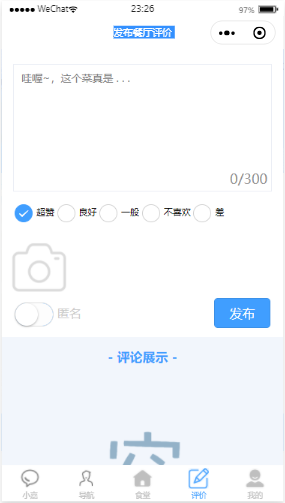 WeChat
23:26
97%
发布餐厅评价
哇喔~，这个菜真是 . . .
0/300
超赞 良好 一般 不喜欢 差
匿名
发布
- 评论展示 -
空
小恋 导航 食堂 评价 我的